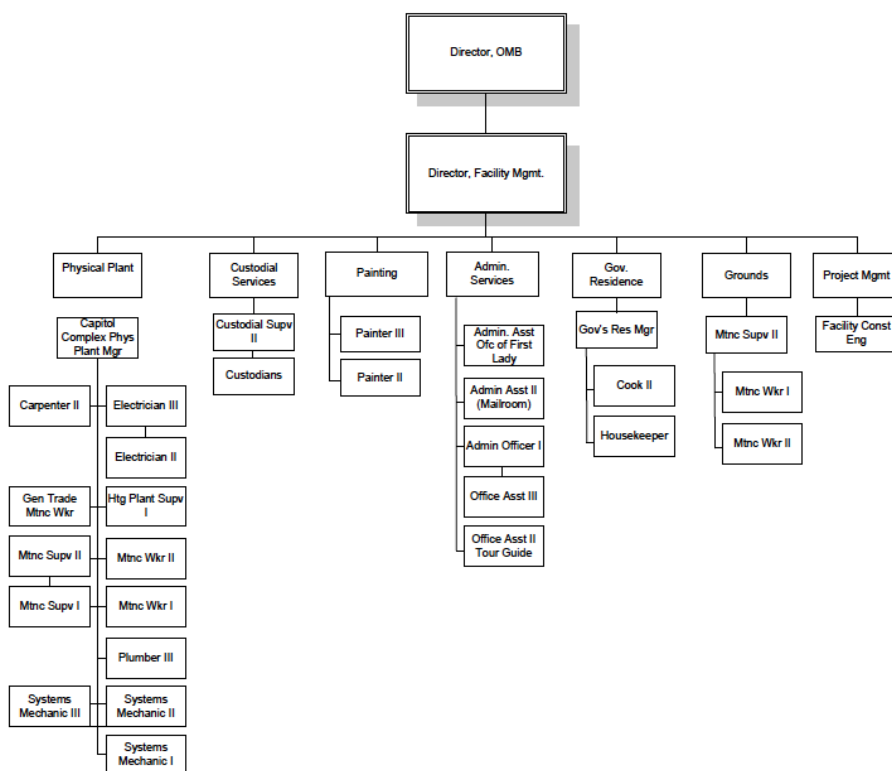 Director, OMB
Director, Facility Mgmt.
Physical Plant
Custodial
Services
Painting
Admin.
Services
Gov.
Residence
Grounds
Project Mgmt
Capitol
Complex Phys
Plant Mgr
Custodial Supv
II
Custodians
Painter III
Painter II
Admin. Asst
Ofc of First
Lady
Admin Asst II
(Mailroom)
Admin Officer I
Office Asst III
Office Asst II
Tour Guide
Gov's Res Mgr
Cook II
Housekeeper
Mtnc Supv II
Mtnc Wkr I
Mtnc Wkr II
Facility Const
Eng
Carpenter II
Electrician III
Electrician II
Gen Trade
Mtnc Wkr
Htg Plant Supv
I
Mtnc Supv II
Mtnc Wkr II
Mtnc Supv I
Mtnc Wkr I
Plumber III
Systems
Mechanic III
Systems
Mechanic II
Systems
Mechanic I